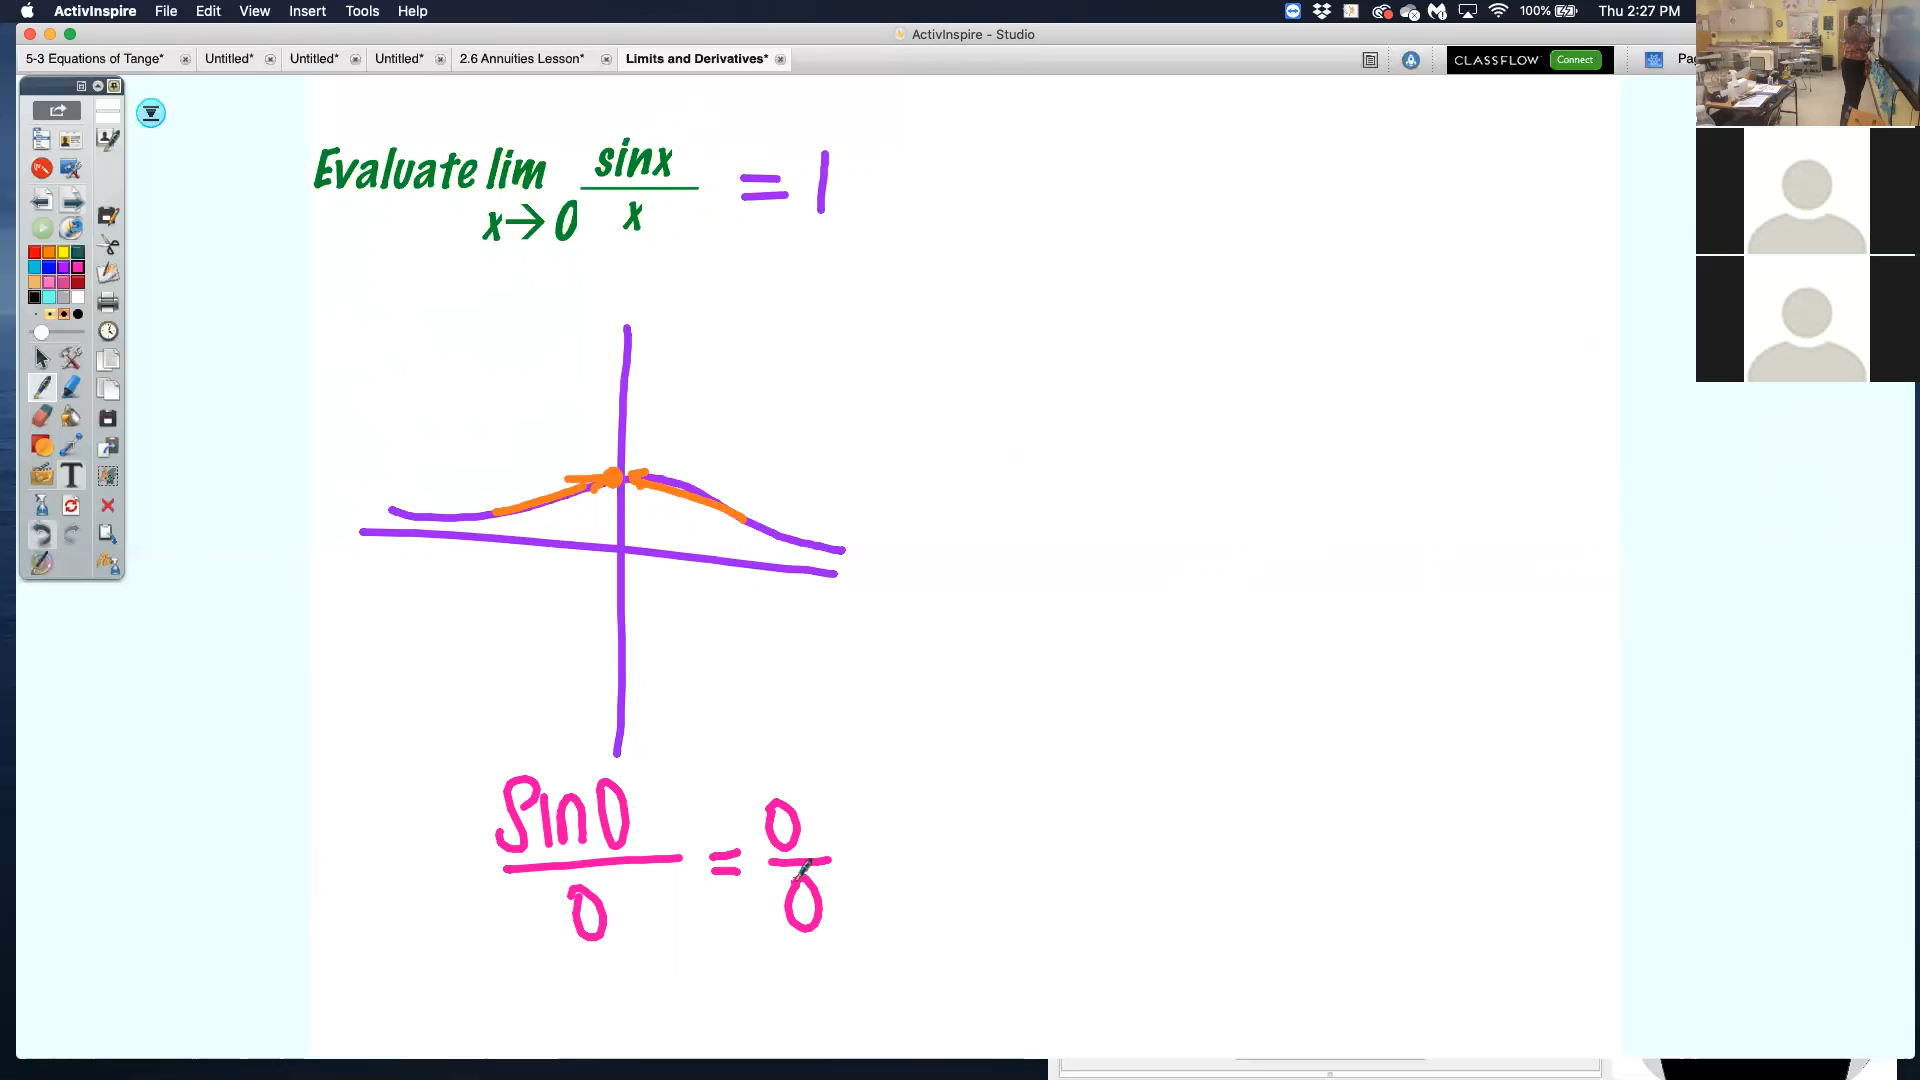 ActivInspire File Edit View Insert Tools Help
100% Thu 2:27 PM
ActivInspire - Studio
5-3 Equations of Tange* Untitled* Untitled* Untitled* 2.6 Annuities Lesson* Limits and Derivatives*
CLASSFLOW Connect
Evaluate lim sinx = 1
x→0 x
sin0 = 0
0 0